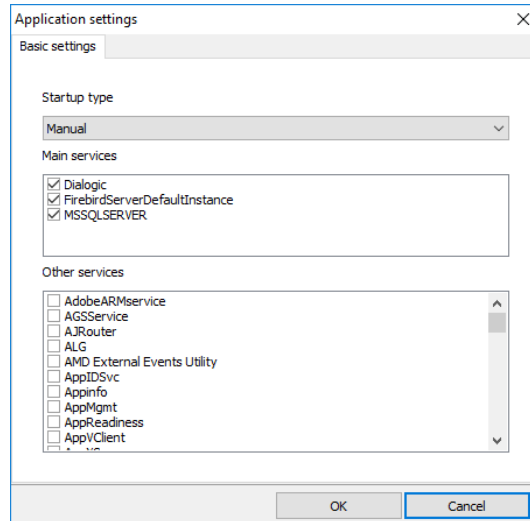 Application settings
Basic settings
Startup type
Manual
Main services
Dialogic
FirebirdServerDefaultInstance
MSSQLSERVER
Other services
AdobeARMservice
AGSService
AJRouter
ALG
AMD External Events Utility
AppIDSvc
Appinfo
AppMgmt
AppReadiness
AppVClient
OK
Cancel